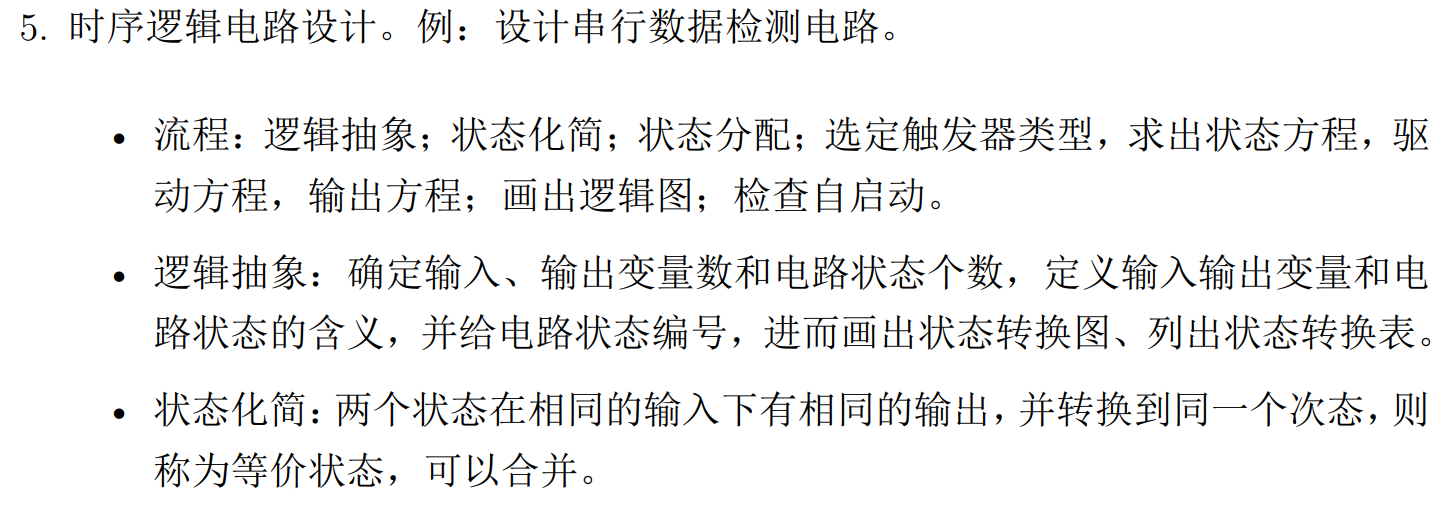 5. 时序逻辑电路设计。例：设计串行数据检测电路。
• 流程：逻辑抽象；状态化简；状态分配；选定触发器类型，求出状态方程，驱
动方程，输出方程；画出逻辑图；检查自启动。
• 逻辑抽象：确定输入、输出变量数和电路状态个数，定义输入输出变量和电
路状态的含义，并给电路状态编号，进而画出状态转换图、列出状态转换表。
• 状态化简：两个状态在相同的输入下有相同的输出，并转换到同一个次态，则
称为等价状态，可以合并。